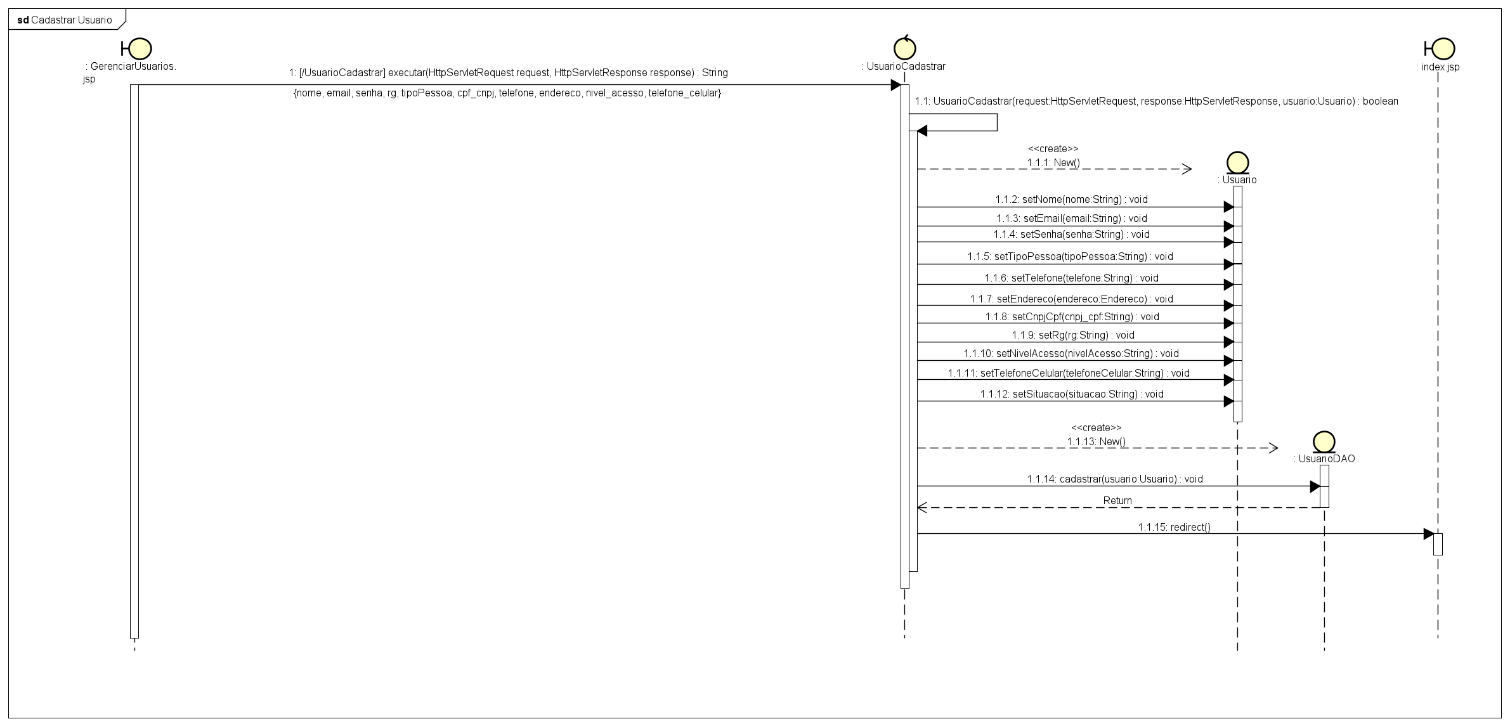 sd Cadastrar Usuario
: GerenciarUsuarios.
jsp
: UsuarioCadastrar
: index.jsp
1: [/UsuarioCadastrar] executar(HttpServletRequest request, HttpServletResponse response) : String
{nome, email, senha, rg, tipoPessoa, cpf_cnpj, telefone, endereco, nivel_acesso, telefone_celular}
1.1: UsuarioCadastrar(request:HttpServletRequest, response:HttpServletResponse, usuario:Usuario) : boolean
<<create>>
1.1.1: New()
: Usuario
1.1.2: setNome(nome:String) : void
1.1.3: setEmail(email:String) : void
1.1.4: setSenha(senha:String) : void
1.1.5: setTipoPessoa(tipoPessoa:String) : void
1.1.6: setTelefone(telefone:String) : void
1.1.7: setEndereco(endereco:Endereco) : void
1.1.8: setCnpjCpf(cnpj_cpf:String) : void
1.1.9: setRg(rg:String) : void
1.1.10: setNivelAcesso(nivelAcesso:String) : void
1.1.11: setTelefoneCelular(telefoneCelular:String) : void
1.1.12: setSituacao(situacao:String) : void
<<create>>
1.1.13: New()
: UsuarioDAO
1.1.14: cadastrar(usuario:Usuario) : void
Return
1.1.15: redirect()